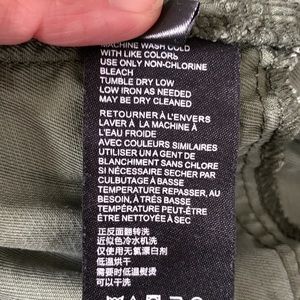 MACHINE WASH COLD
WITH LIKE COLORS
USE ONLY NON-CHLORINE
BLEACH
TUMBLE DRY LOW
LOW IRON AS NEEDED
MAY BE DRY CLEANED
RETOURNER À L'ENVERS
LAVER À LA MACHINE À
L'EAU FROIDE
AVEC COULEURS SIMILAIRES
UTILISER UN AGENT DE
BLANCHIMENT SANS CHLORE
SI NÉCESSAIRE SECHER PAR
CULBUTAGE À BASSE
TEMPÉRATURE REPASSER, AU
BESOIN, À TRÈS BASSE
TEMPÉRATURE PEUT-ÊTRE
ÊTRE NETTOYÉE À SEC
正反面翻转洗
近似色冷水机洗
仅使用无氯漂白剂
低温烘干
需要时低温熨烫
可以干洗